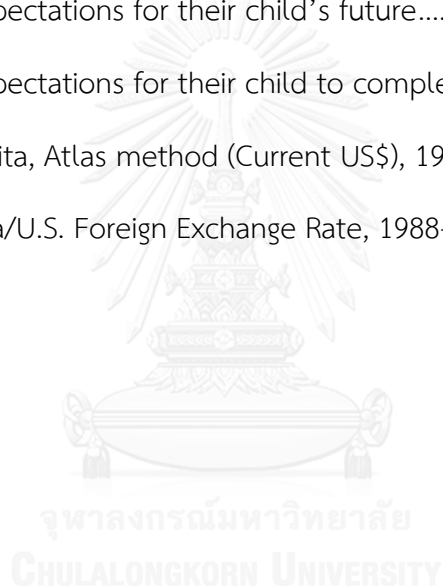 pectations for their child's future....
pectations for their child to comple
ita, Atlas method (Current US$), 19
a/U.S. Foreign Exchange Rate, 1988-
จุฬาลงกรณ์มหาวิทยาลัย
CHULALONGKORN UNIVERSITY